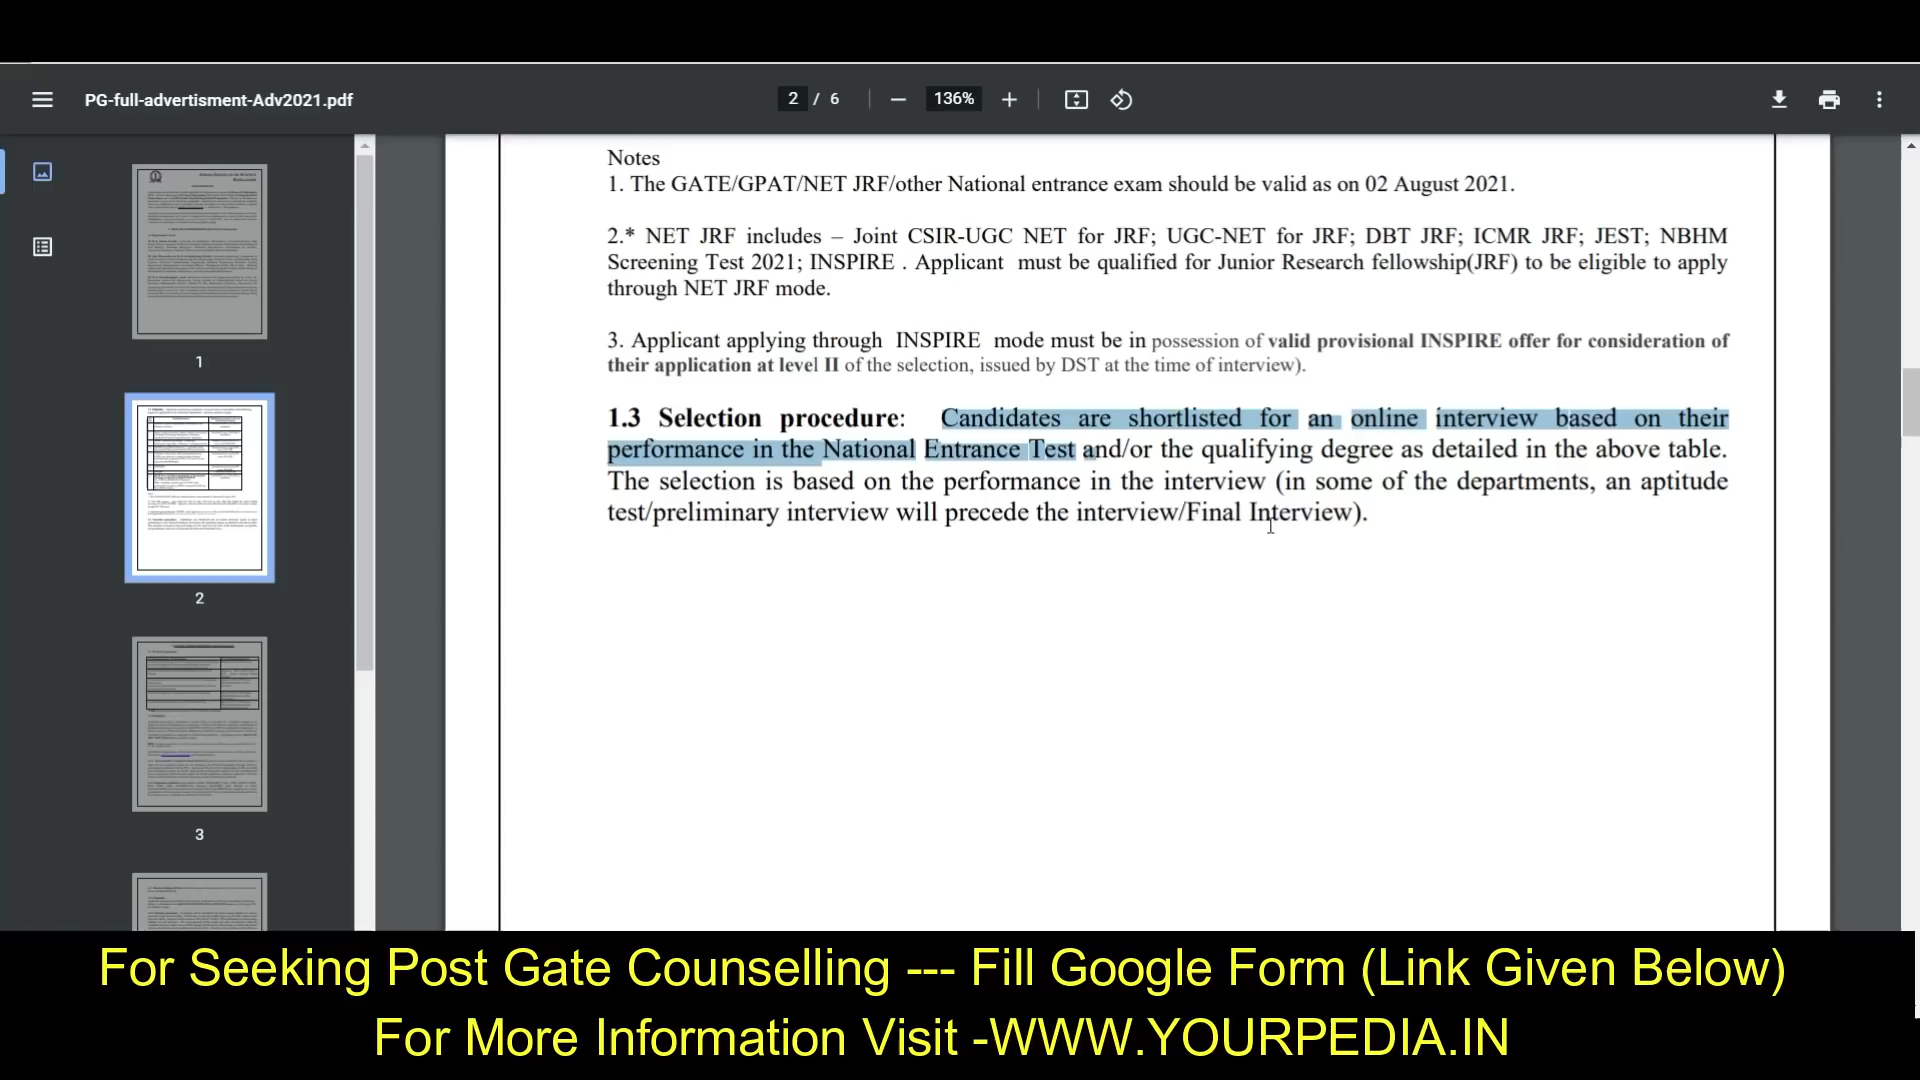 PG-full-advertisment-Adv2021.pdf
2 / 6
136%
1
2
3
Notes
1. The GATE/GPAT/NET JRF/other National entrance exam should be valid as on 02 August 2021.
2.* NET JRF includes – Joint CSIR-UGC NET for JRF; UGC-NET for JRF; DBT JRF; ICMR JRF; JEST; NBHM
Screening Test 2021; INSPIRE . Applicant must be qualified for Junior Research fellowship(JRF) to be eligible to apply
through NET JRF mode.
3. Applicant applying through INSPIRE mode must be in possession of valid provisional INSPIRE offer for consideration of
their application at level II of the selection, issued by DST at the time of interview).
1.3 Selection procedure: Candidates are shortlisted for an online interview based on their
performance in the National Entrance Test and/or the qualifying degree as detailed in the above table.
The selection is based on the performance in the interview (in some of the departments, an aptitude
test/preliminary interview will precede the interview/Final Interview).
For Seeking Post Gate Counselling --- Fill Google Form (Link Given Below)
For More Information Visit -WWW.YOURPEDIA.IN